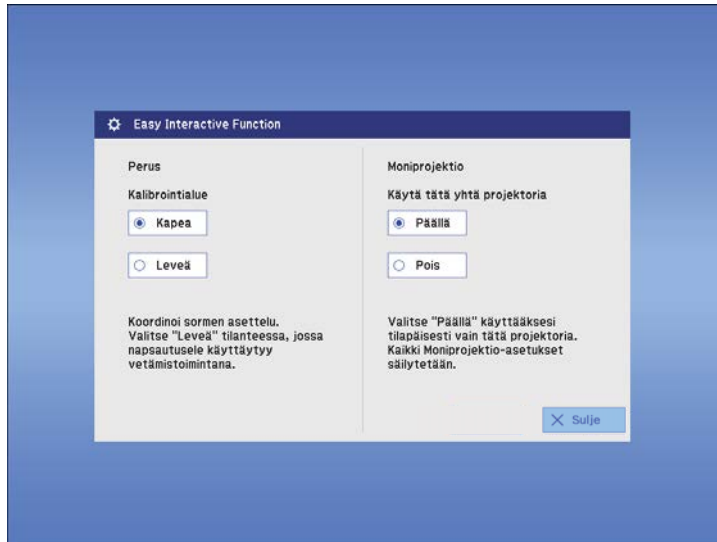 Easy Interactive Function
Perus
Kalibrointialue
Kapea
Leveä
Koordinoi sormen asettelu.
Valitse "Leveä" tilanteessa, jossa
napsautusele käyttäytyy
vetämistoimintana.
Moniprojektio
Käytä tätä yhtä projektoria
Päällä
Pois
Valitse "Päällä" käyttääksesi
tilapäisesti vain tätä projektoria.
Kaikki Moniprojektio-asetukset
säilytetään.
Sulje